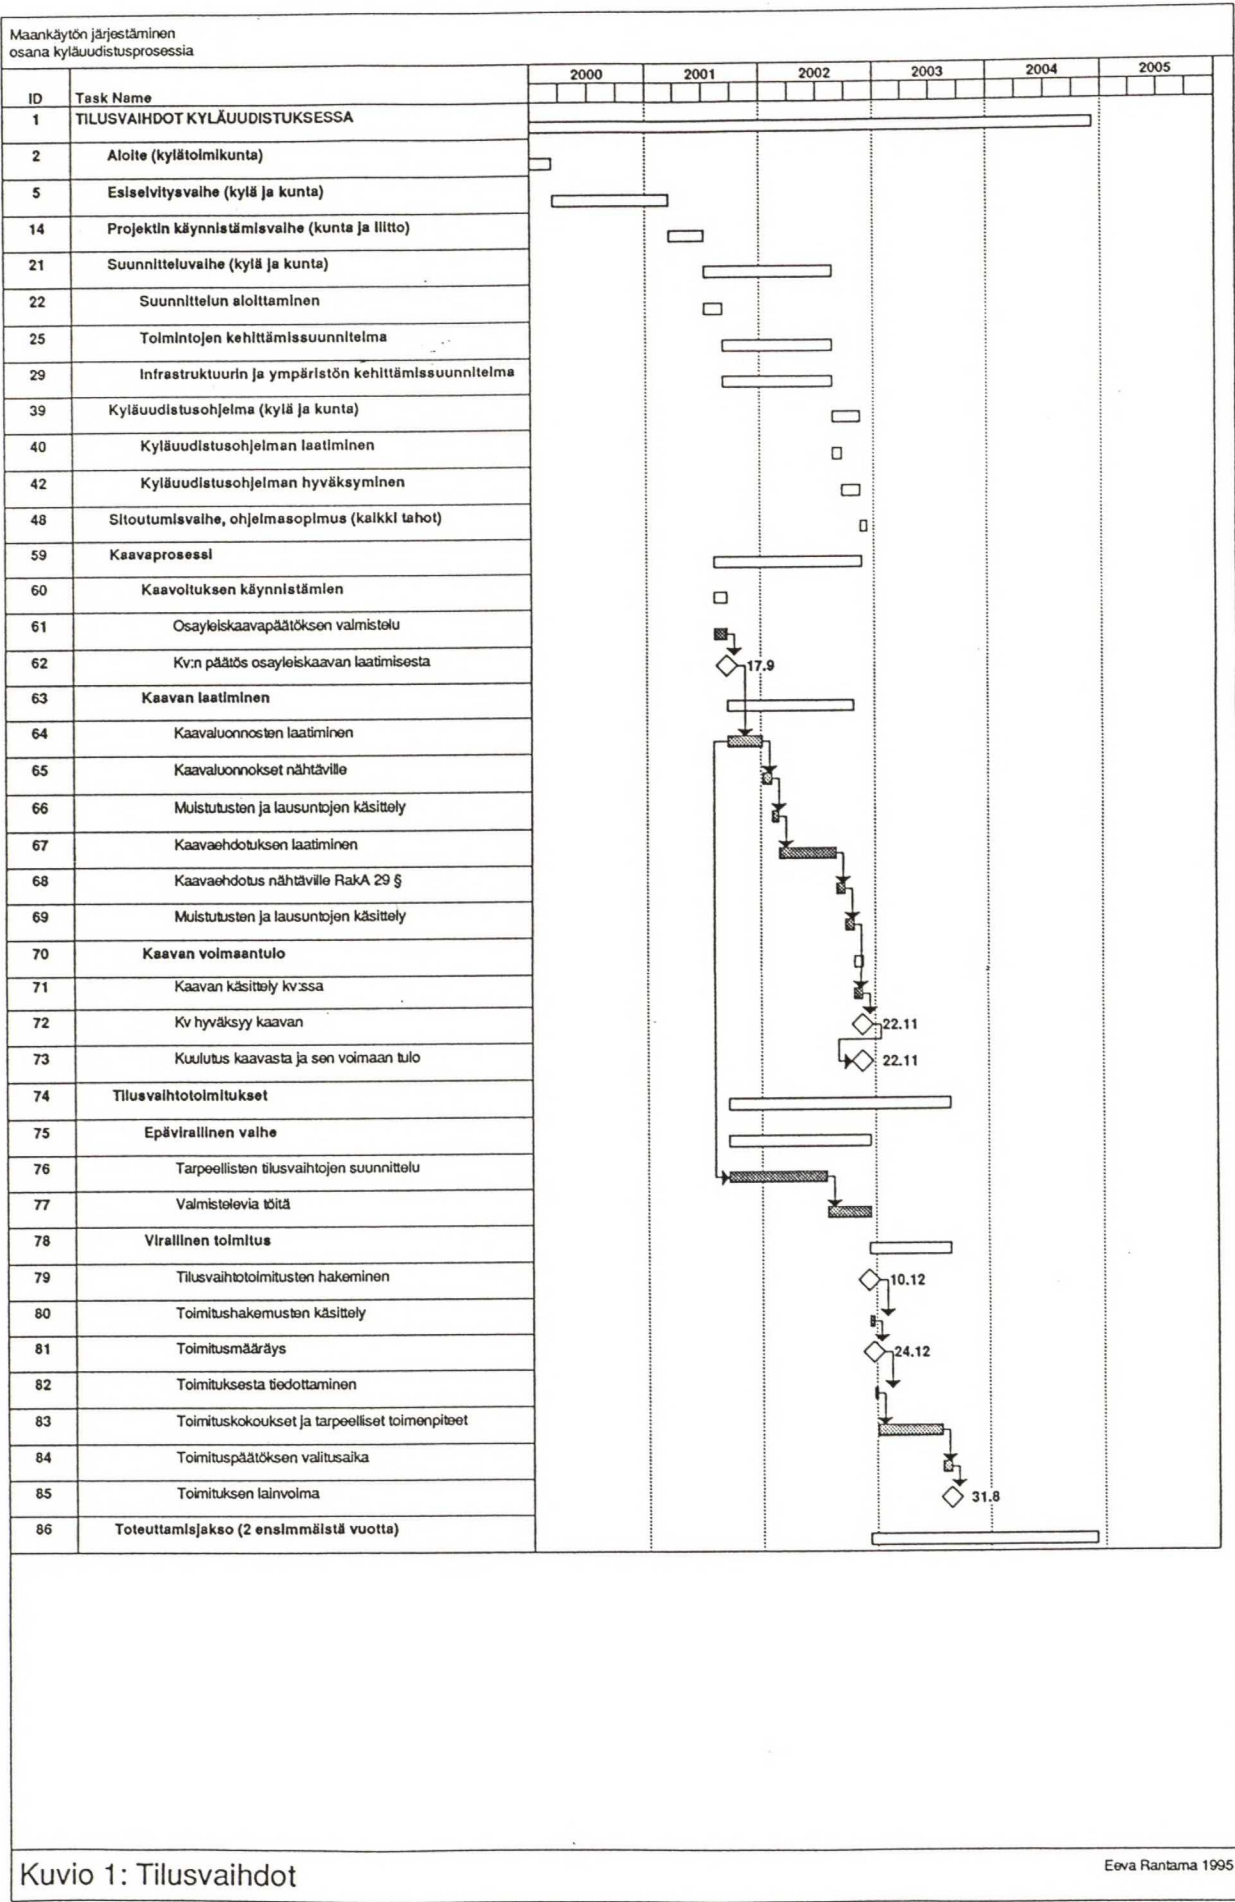 Maankäytön järjestäminen
osana kyläuudistusprosessia
2000 2001 2002 2003 2004 2005
ID Task Name
1 TILUSVAIHDOT KYLÄUUDISTUKSESSA
2 Aloite (kylätoimikunta)
5 Esiselvitysvaihe (kylä ja kunta)
14 Projektin käynnistämisvaihe (kunta ja liitto)
21 Suunnitteluvaihe (kylä ja kunta)
22 Suunnittelun aloittaminen
25 Toimintojen kehittämissuunnitelma
29 Infrastruktuurin ja ympäristön kehittämissuunnitelma
39 Kyläuudistusohjelma (kylä ja kunta)
40 Kyläuudistusohjelman laatiminen
42 Kyläuudistusohjelman hyväksyminen
48 Sitoutumisvaihe, ohjelmasopimus (kaikki tahot)
59 Kaavaprosessi
60 Kaavoituksen käynnistämien
61 Osayleiskaavapäätöksen valmistelu
62 Kv:n päätös osayleiskaavan laatimisesta 17.9
63 Kaavan laatiminen
64 Kaavaluonnosten laatiminen
65 Kaavaluonnokset nähtäville
66 Muistutusten ja lausuntojen käsittely
67 Kaavaehdotuksen laatiminen
68 Kaavaehdotus nähtäville RakA 29 §
69 Muistutusten ja lausuntojen käsittely
70 Kaavan voimaantulo
71 Kaavan käsittely kv:ssa
72 Kv hyväksyy kaavan 22.11
73 Kuulutus kaavasta ja sen voimaan tulo 22.11
74 Tilusvaihtotoimitukset
75 Epävirallinen vaihe
76 Tarpeellisten tilusvaihtojen suunnittelu
77 Valmistelevia töitä
78 Virallinen toimitus
79 Tilusvaihtotoimitusten hakeminen 10.12
80 Toimitushakemusten käsittely
81 Toimitusmääräys 24.12
82 Toimituksesta tiedottaminen
83 Toimituskokoukset ja tarpeelliset toimenpiteet
84 Toimituspäätöksen valitusaika
85 Toimituksen lainvoima 31.8
86 Toteuttamisjakso (2 ensimmäistä vuotta)
Kuvio 1: Tilusvaihdot
Eeva Rantama 1995